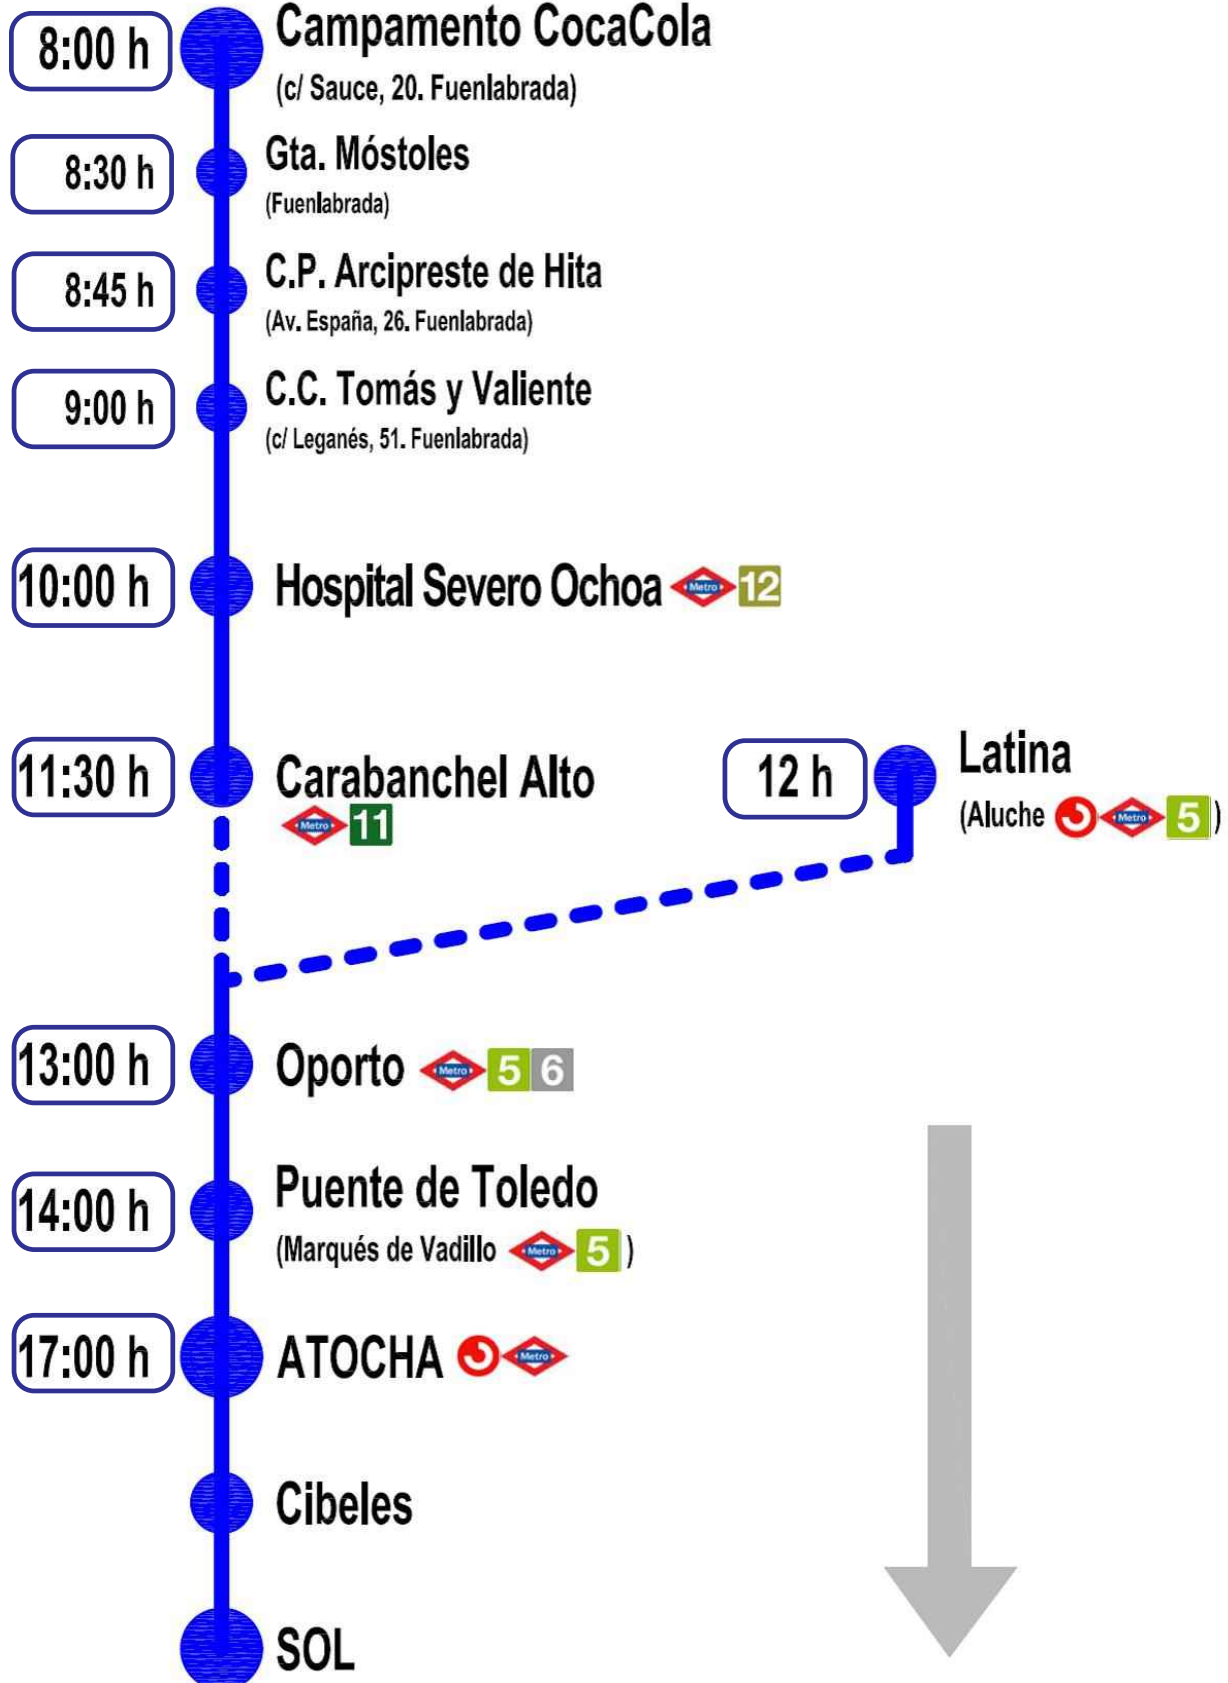 8:00 h
Campamento CocaCola
(c/ Sauce, 20. Fuenlabrada)
8:30 h
Gta. Móstoles
(Fuenlabrada)
8:45 h
C.P. Arcipreste de Hita
(Av. España, 26. Fuenlabrada)
9:00 h
C.C. Tomás y Valiente
(c/ Leganés, 51. Fuenlabrada)
10:00 h
Hospital Severo Ochoa Metro 12
11:30 h
Carabanchel Alto
Metro 11
12 h
Latina
(Aluche Metro 5)
13:00 h
Oporto Metro 5 6
14:00 h
Puente de Toledo
(Marqués de Vadillo Metro 5)
17:00 h
ATOCHA Metro
Cibeles
SOL